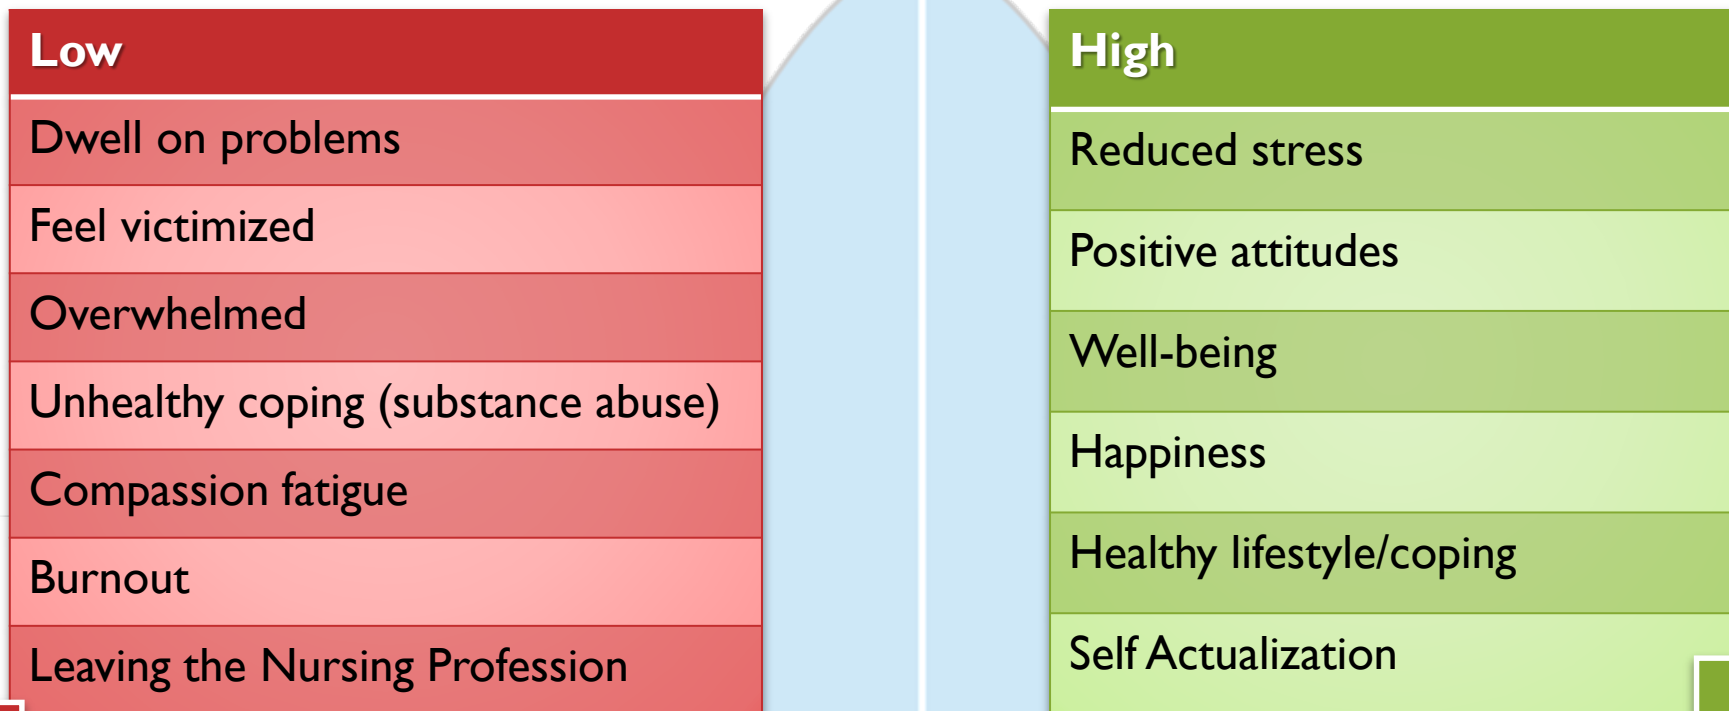 Low
Dwell on problems
Feel victimized
Overwhelmed
Unhealthy coping (substance abuse)
Compassion fatigue
Burnout
Leaving the Nursing Profession
High
Reduced stress
Positive attitudes
Well-being
Happiness
Healthy lifestyle/coping
Self Actualization